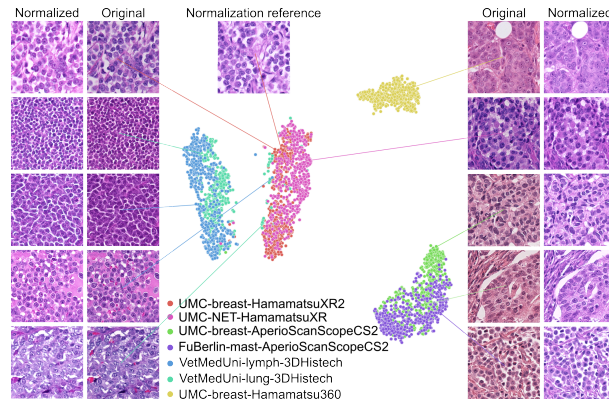 Normalized Original Normalization reference Original Normalized
UMC-breast-HamamatsuXR2
UMC-NET-HamamatsuXR
UMC-breast-AperioScanScopeCS2
FuBerlin-mast-AperioScanScopeCS2
VetMedUni-lymph-3DHistech
VetMedUni-lung-3DHistech
UMC-breast-Hamamatsu360